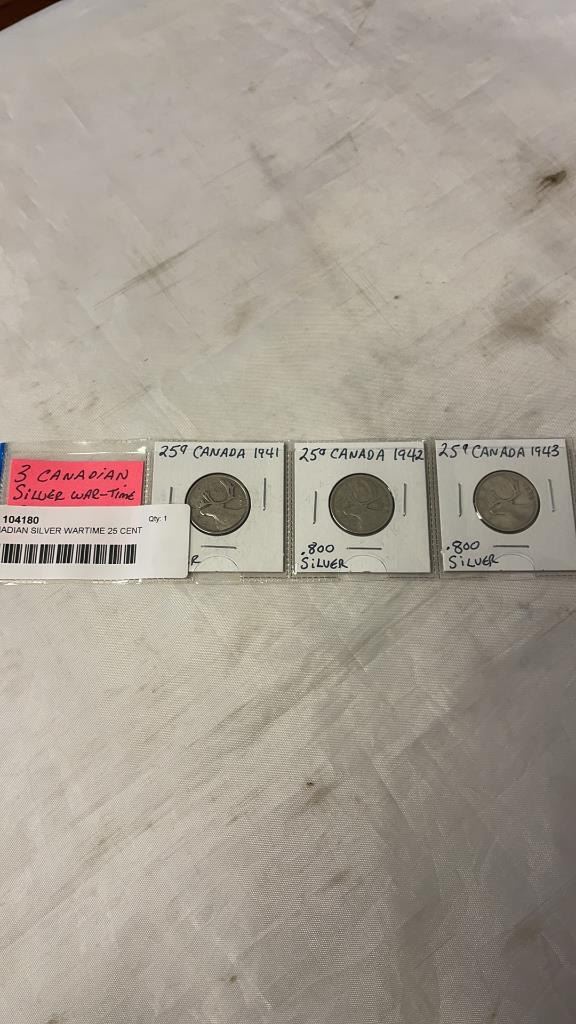 3 CANADIAN
SILVER WAR-TIME
104180
Qty: 1
ADIAN SILVER WARTIME 25 CENT
25¢ CANADA 1941
R
25¢ CANADA 1942
.800
SILVER
25¢ CANADA 1943
.800
SILVER